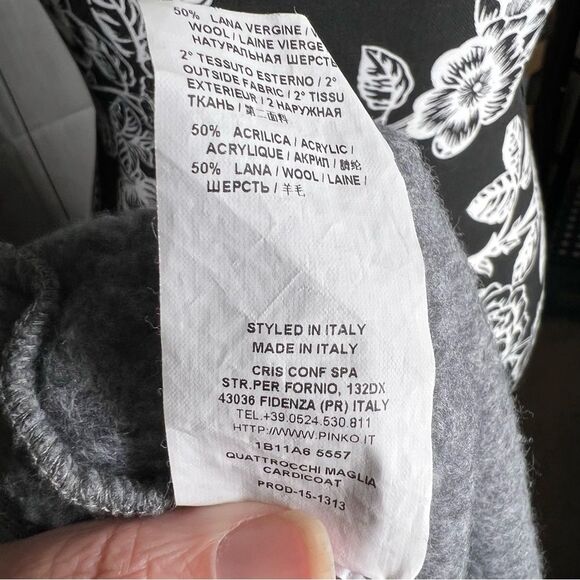 50% LANA VERGINE /
WOOL / LAINE VIERGE
НАТУРАЛЬНАЯ ШЕРСТЬ
2° TESSUTO ESTERNO / 2°
OUTSIDE FABRIC / 2° TISSU
EXTERIEUR / 2 НАРУЖНАЯ
ТКАНЬ / 第二面料
50% ACRILICA / ACRYLIC /
ACRYLIQUE / АКРИЛ /
50% LANA / WOOL / LAINE /
ШЕРСТЬ / 羊毛
STYLED IN ITALY
MADE IN ITALY
CRIS CONF SPA
STR.PER FORNIO, 132DX
43036 FIDENZA (PR) ITALY
TEL.+39.0524.530.811
HTTP://WWW.PINKO.IT
1B11A6 5557
QUATTROCCHI MAGLIA
CARDICOAT
PROD-15-1313